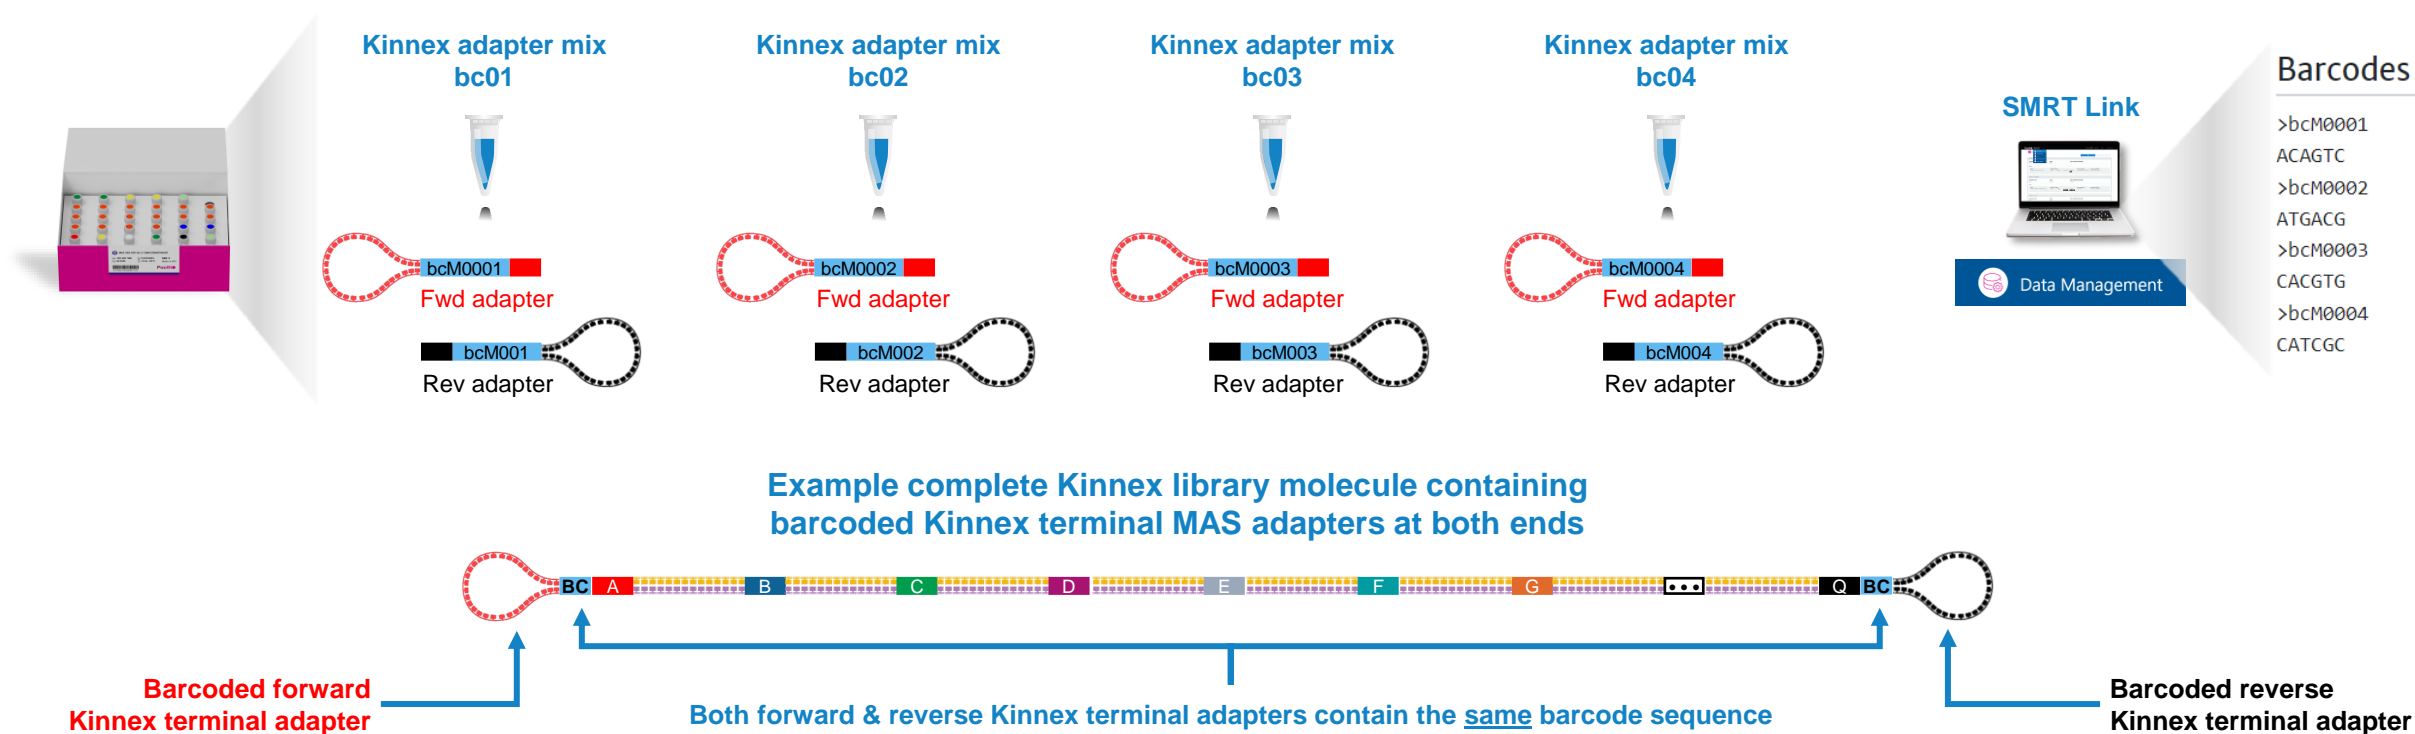 Kinnex adapter mix
bc01
Kinnex adapter mix
bc02
Kinnex adapter mix
bc03
Kinnex adapter mix
bc04
bcM0001
Fwd adapter
bcM001
Rev adapter
bcM0002
Fwd adapter
bcM002
Rev adapter
bcM0003
Fwd adapter
bcM003
Rev adapter
bcM0004
Fwd adapter
bcM004
Rev adapter
SMRT Link
Data Management
Barcodes
>bcM0001
ACAGTC
>bcM0002
ATGACG
>bcM0003
CACGTG
>bcM0004
CATCGC
Example complete Kinnex library molecule containing
barcoded Kinnex terminal MAS adapters at both ends
BC A B C D E F G ••• Q BC
Barcoded forward
Kinnex terminal adapter
Both forward & reverse Kinnex terminal adapters contain the same barcode sequence
Barcoded reverse
Kinnex terminal adapter